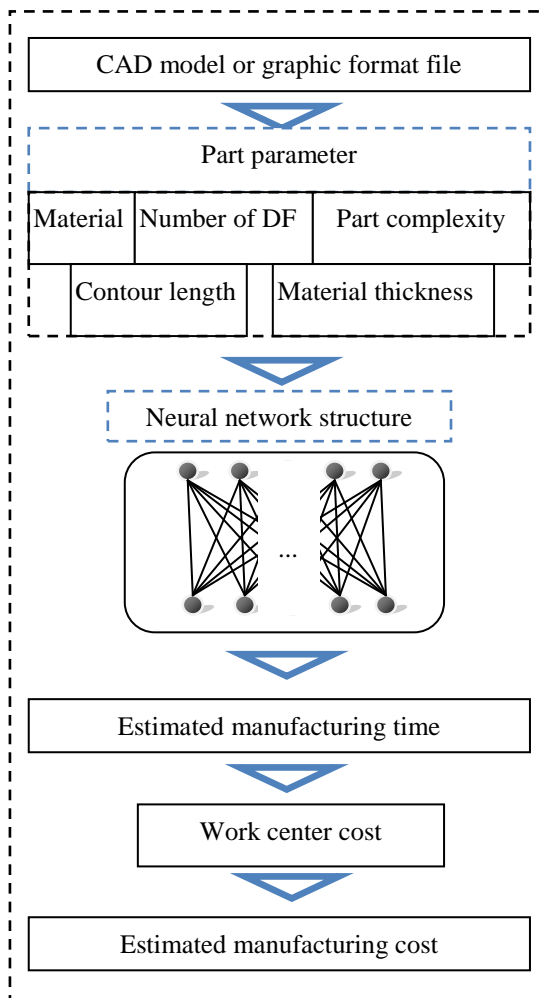 CAD model or graphic format file
Part parameter
Material Number of DF Part complexity
Contour length Material thickness
Neural network structure
...
Estimated manufacturing time
Work center cost
Estimated manufacturing cost